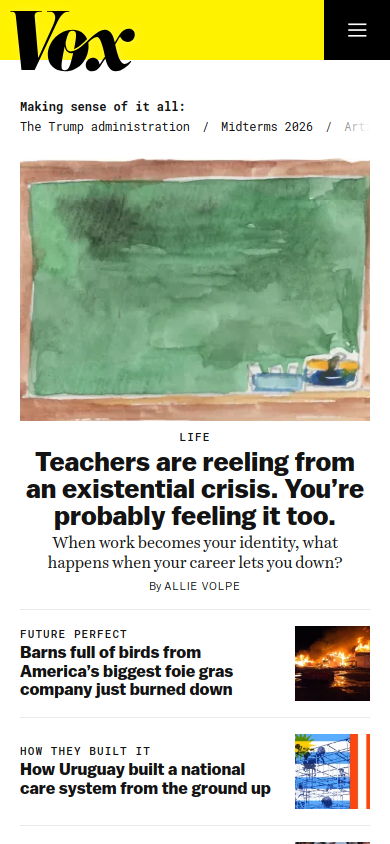 Vox
Making sense of it all:
The Trump administration / Midterms 2026 /
LIFE
Teachers are reeling from
an existential crisis. You’re
probably feeling it too.
When work becomes your identity, what
happens when your career lets you down?
By ALLIE VOLPE
FUTURE PERFECT
Barns full of birds from
America’s biggest foie gras
company just burned down
HOW THEY BUILT IT
How Uruguay built a national
care system from the ground up